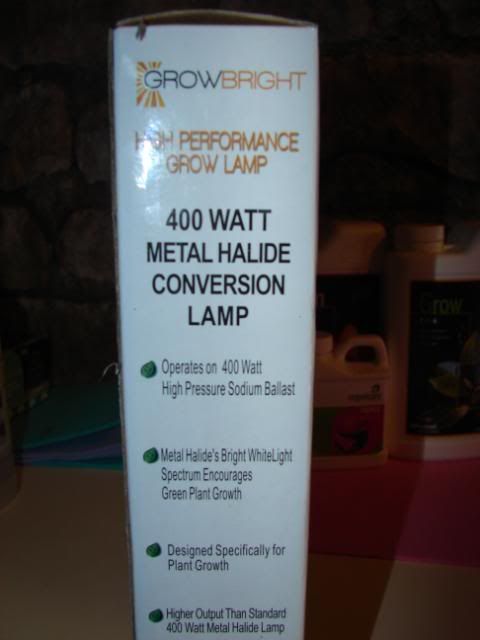 GROWBRIGHT
HIGH PERFORMANCE
GROW LAMP
400 WATT
METAL HALIDE
CONVERSION
LAMP
Operates on 400 Watt
High Pressure Sodium Ballast
Metal Halide's Bright WhiteLight
Spectrum Encourages
Green Plant Growth
Designed Specifically for
Plant Growth
Higher Output Than Standard
400 Watt Metal Halide Lamp
Grow